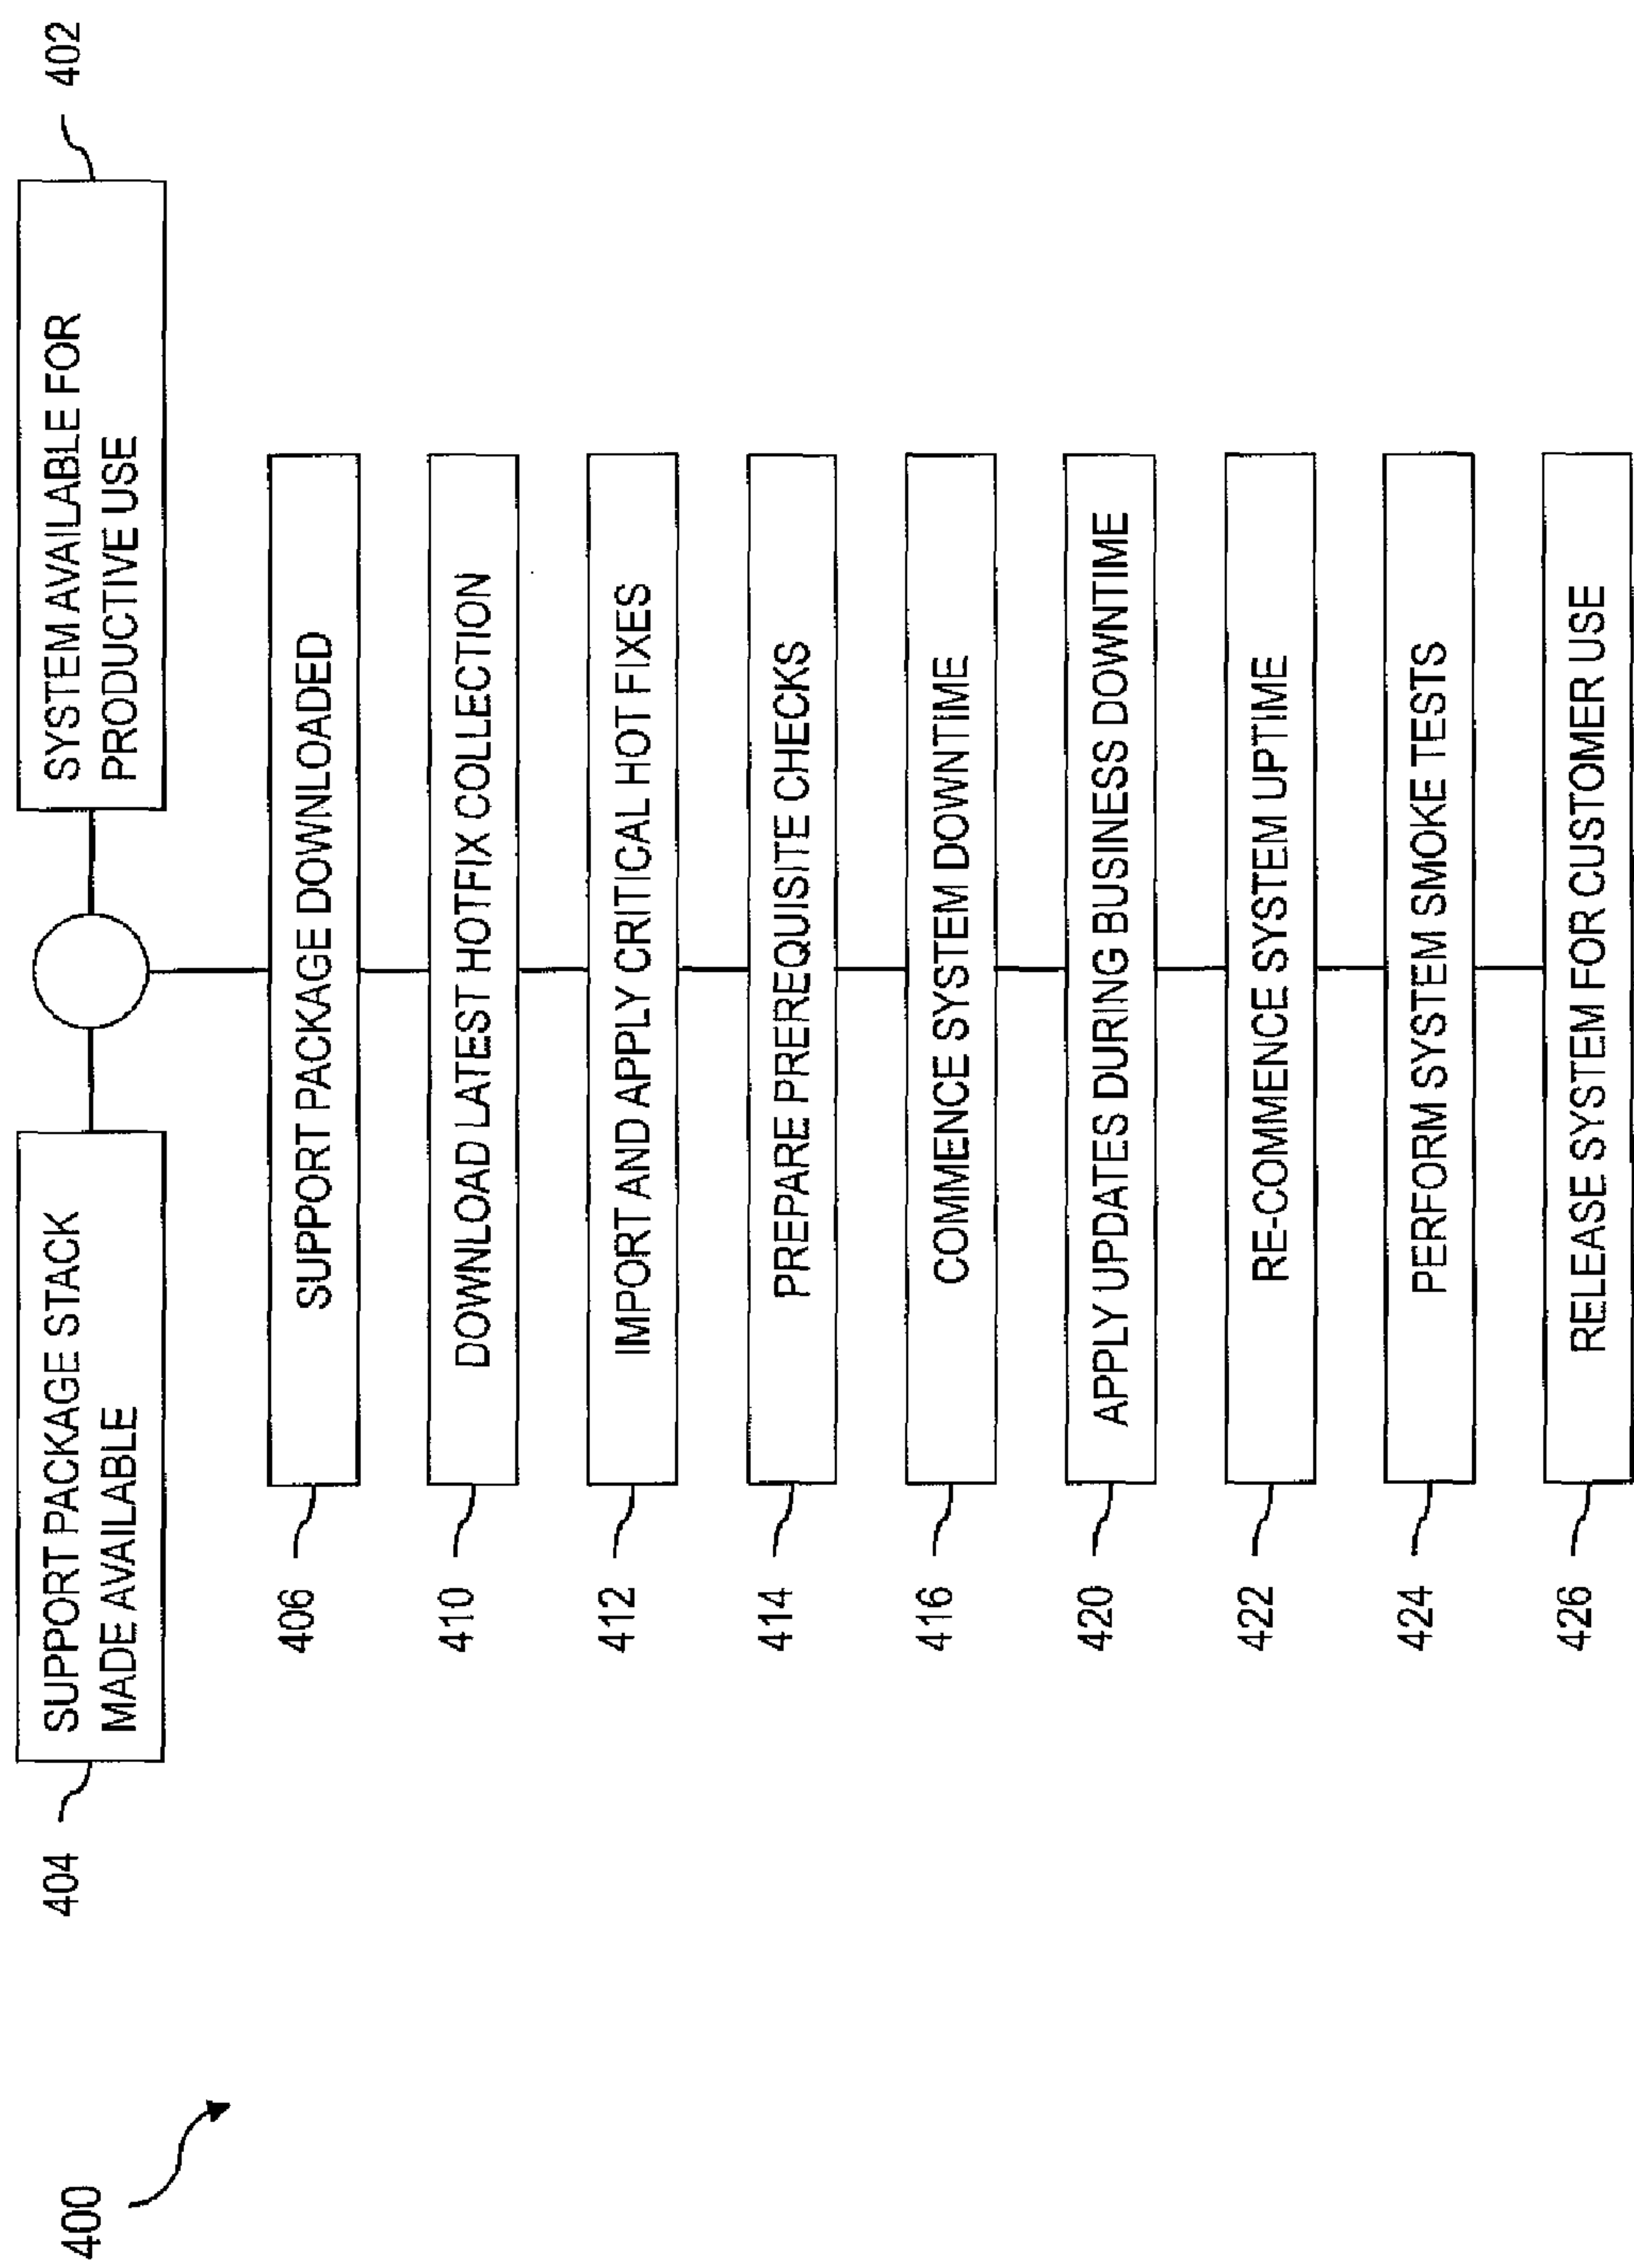 400
404
SUPPORT PACKAGE STACK
MADE AVAILABLE
SYSTEM AVAILABLE FOR
PRODUCTIVE USE
402
406
SUPPORT PACKAGE DOWNLOADED
410
DOWNLOAD LATEST HOTFIX COLLECTION
412
IMPORT AND APPLY CRITICAL HOT FIXES
414
PREPARE PREREQUISITE CHECKS
416
COMMENCE SYSTEM DOWNTIME
420
APPLY UPDATES DURING BUSINESS DOWNTIME
422
RE-COMMENCE SYSTEM UPTIME
424
PERFORM SYSTEM SMOKE TESTS
426
RELEASE SYSTEM FOR CUSTOMER USE